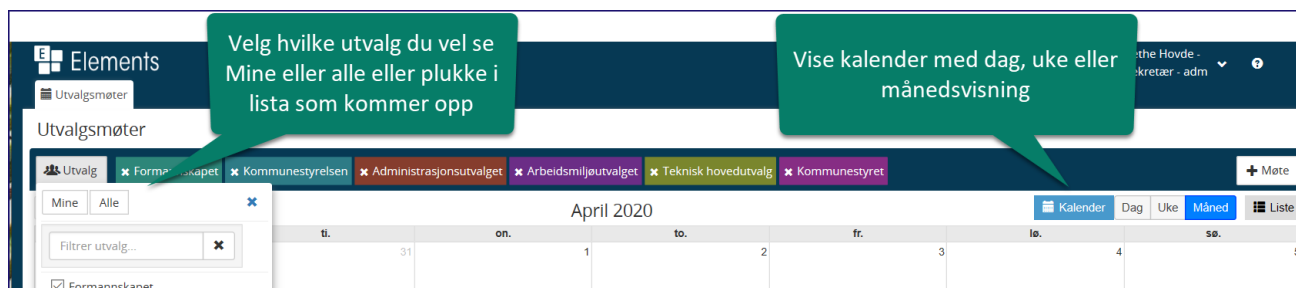 Velg hvilke utvalg du vel se
Mine eller alle eller plukke i
lista som kommer opp
Vise kalender med dag, uke eller
månedsvisning
E Elements
ethe Hovde -
ekretær - adm
Utvalgsmøter
Utvalgsmøter
Utvalg
Formannskapet
Kommunestyrelsen
Administrasjonsutvalget
Arbeidsmiljøutvalget
Teknisk hovedutvalg
Kommunestyret
Møte
Mine Alle
April 2020
Kalender Dag Uke Måned Liste
Filtrer utvalg...
ti. on. to. fr. lø. sø.
31 1 2 3 4 5
Formannskapet